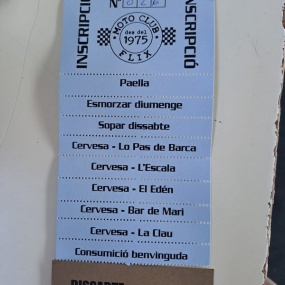 INSCRIPCIÓ
Nº 026
INSCRIPCIÓ
MOTO CLUB
des del
1975
FLIX
Paella
Esmorzar diumenge
Sopar dissabte
Cervesa - Lo Pas de Barca
Cervesa - L'Escala
Cervesa - El Edén
Cervesa - Bar de Mari
Cervesa - La Clau
Consumició benvinguda